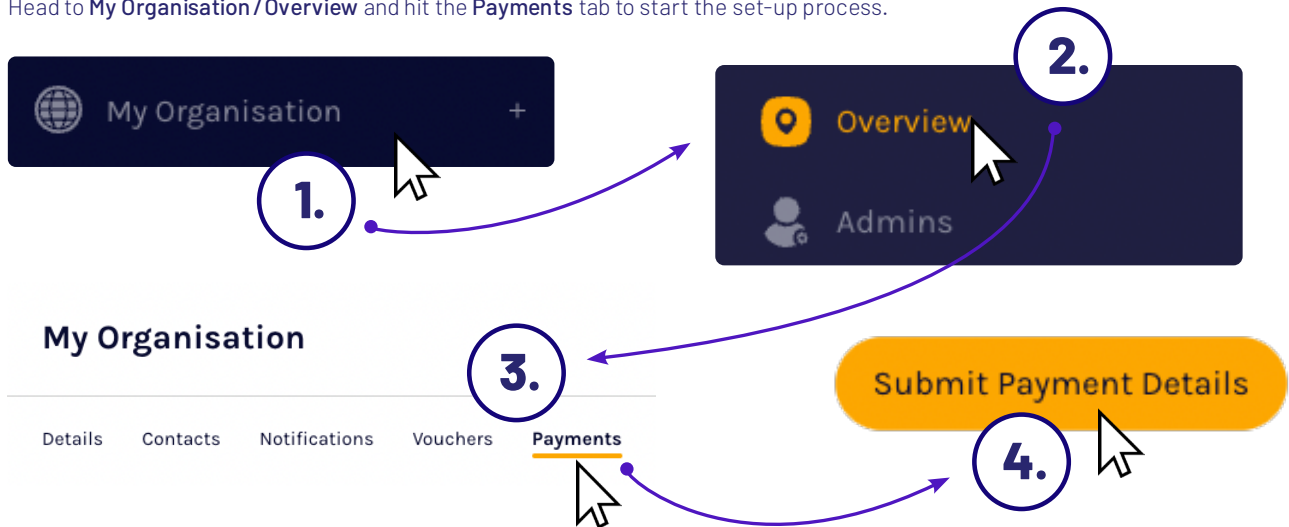 Head to My Organisation/Overview and hit the Payments tab to start the set-up process.
My Organisation +
1.
2.
Overview
Admins
My Organisation
3.
Details Contacts Notifications Vouchers Payments
Submit Payment Details
4.